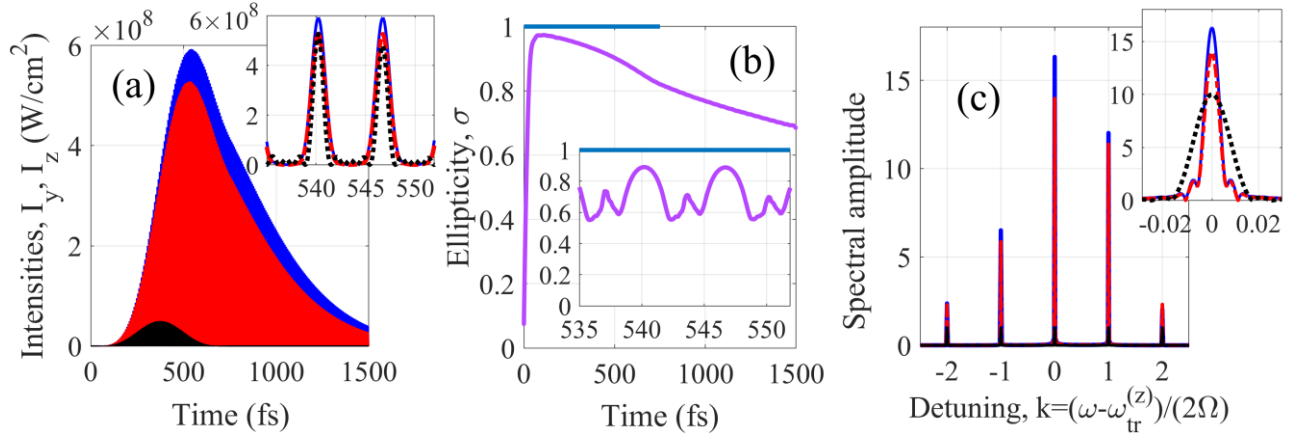 (a)
Intensities, I_y, I_z (W/cm^2)
×10^8
6
4
2
0
0 500 1000 1500
Time (fs)
6×10^8
4
2
0
540 550
(b)
Ellipticity, σ
1
0.8
0.6
0.4
0.2
0
0 500 1000 1500
Time (fs)
1
0.8
0.6
0.4
0.2
0
535 540 545 552
(c)
Spectral amplitude
15
10
5
0
-2 -1 0 1 2
Detuning, k=(ω-ω_tr^(z))/(2Ω)
15
10
5
0
-0.02 0 0.02